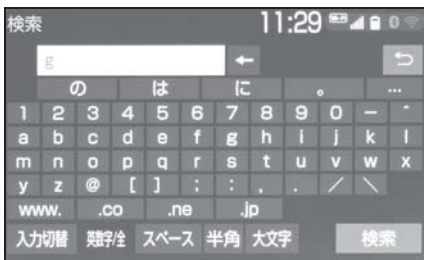 検索 11:29
g ←
の は に 。 …
1 2 3 4 5 6 7 8 9 0 - ^
a b c d e f g h i j k l
m n o p q r s t u v w x
y z @ [ ] ; : , . / \
www. .co .ne .jp
入力切替 英数字/全 スペース 半角 大文字 検索